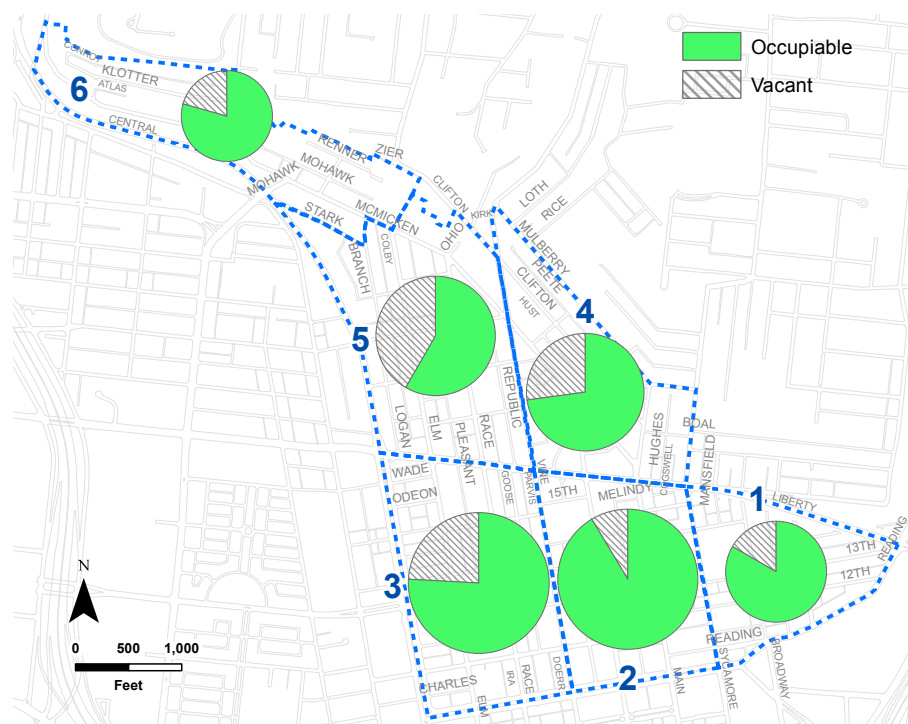 Occupiable
Vacant
CONROY
KLOTTER
ATLAS
6
CENTRAL
RENNER
ZIER
MOHAWK
MOHAWK
CLIFTON
LOTH
RICE
KIRK
STARK
MCMICKEN
OHIO
MULBERRY
PEETE
CLIFTON
HUST
BRANCH
COLBY
4
5
REPUBLIC
LOGAN
ELM
PLEASANT
RACE
HUGHES
BOAL
COGSWELL
MANSFIELD
WADE
ODEON
GOOSE
PARVIS
VINE
15TH
MELINDY
1
LIBERTY
READING
13TH
12TH
3
READING
2
CHARLES
ELM
IRA
RACE
DOERR
MAIN
SYCAMORE
BROADWAY
N
0 500 1,000
Feet